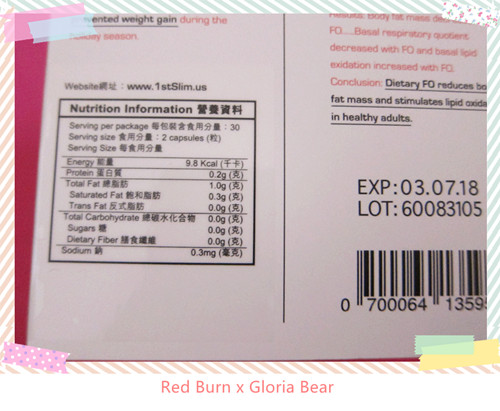 ented weight gain during the
day season.
Website網址：www.1stSlim.us
Nutrition Information 營養資料
Serving per package 每包裝含食用分量：30
Serving size 食用分量：2 capsules (粒)
Serving Size 每食用分量
Energy 能量 9.8 Kcal (千卡)
Protein 蛋白質 0.2g (克)
Total Fat 總脂肪 1.0g (克)
Saturated Fat 飽和脂肪 0.3g (克)
Trans Fat 反式脂肪 0.0g (克)
Total Carbohydrate 總碳水化合物 0.0g (克)
Sugars 糖 0.0g (克)
Dietary Fiber 膳食纖維 0.0g (克)
Sodium 鈉 0.3mg (毫克)
Results: Body fat mass
FO....Basal respiratory quotient
decreased with FO and basal lipid
oxidation increased with FO.
Conclusion: Dietary FO reduces bo
fat mass and stimulates lipid oxida
in healthy adults.
EXP:03.07.18
LOT:60083105
0 700064 1359
Red Burn x Gloria Bear